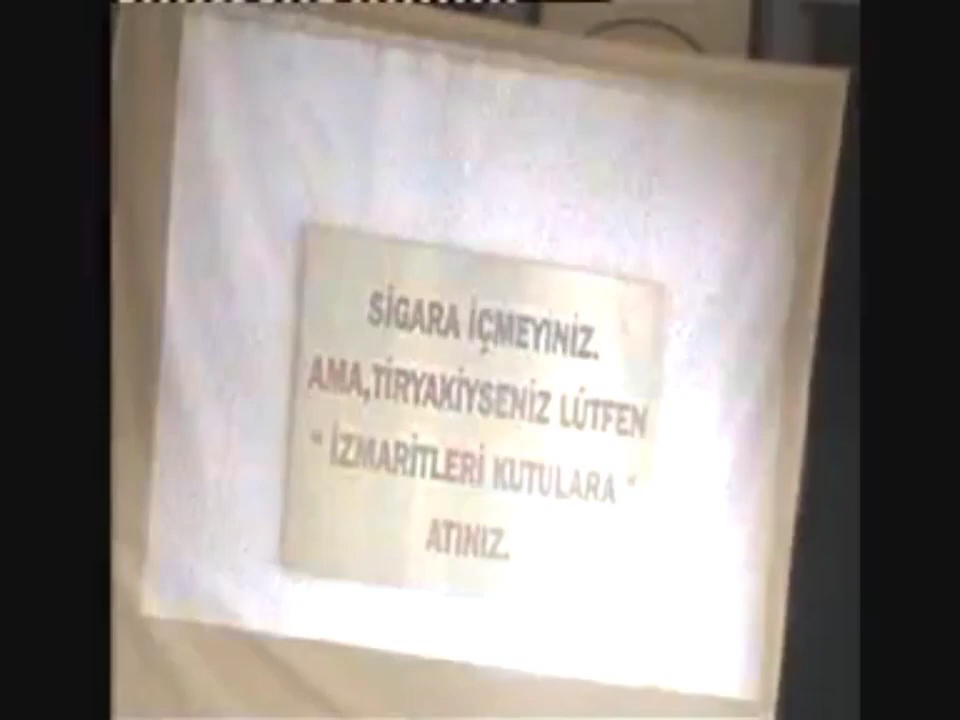 SİGARA İÇMEYİNİZ.
AMA,TİRYAKİYSENİZ LÜTFEN
“ İZMARİTLERİ KUTULARA “
ATINIZ.